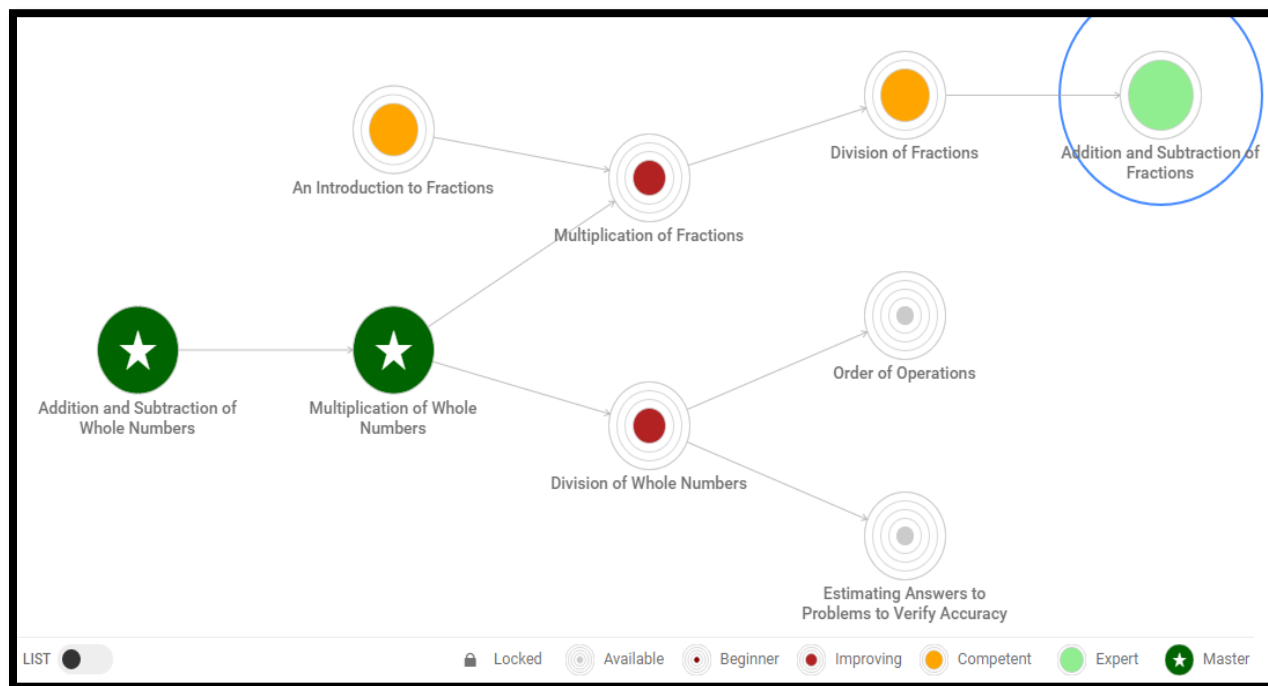 An Introduction to Fractions
Multiplication of Fractions
Division of Fractions
Addition and Subtraction of
Fractions
Addition and Subtraction of
Whole Numbers
Multiplication of Whole
Numbers
Division of Whole Numbers
Order of Operations
Estimating Answers to
Problems to Verify Accuracy
LIST
Locked
Available
Beginner
Improving
Competent
Expert
Master